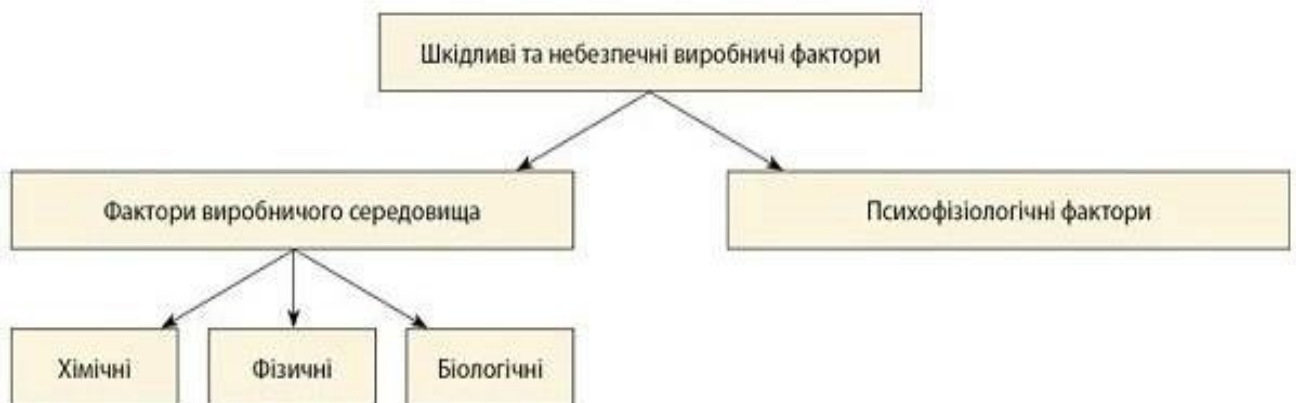 Шкідливі та небезпечні виробничі фактори
Фактори виробничого середовища
Психофізіологічні фактори
Хімічні
Фізичні
Біологічні